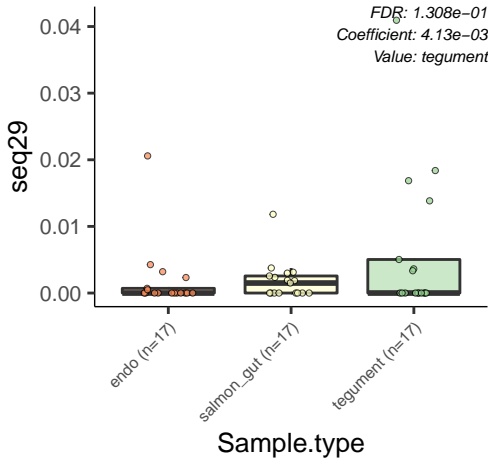 FDR: 1.308e−01
Coefficient: 4.13e−03
Value: tegument
seq29
0.04
0.03
0.02
0.01
0.00
endo (n=17)
salmon_gut (n=17)
tegument (n=17)
Sample.type